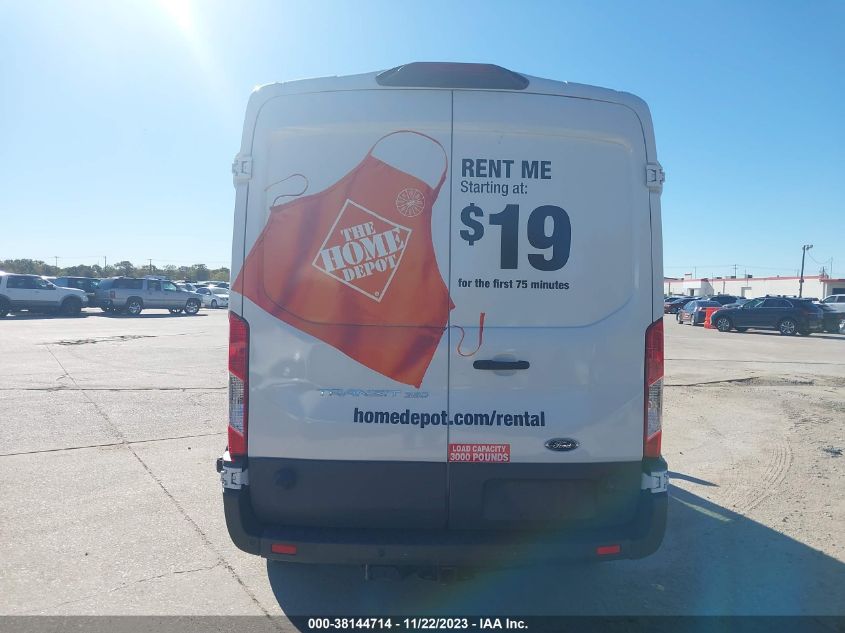 RENT ME
Starting at:
$19
for the first 75 minutes
THE
HOME
DEPOT
TRANSIT 350
homedepot.com/rental
LOAD CAPACITY
3000 POUNDS
Ford
000-38144714 - 11/22/2023 - IAA Inc.